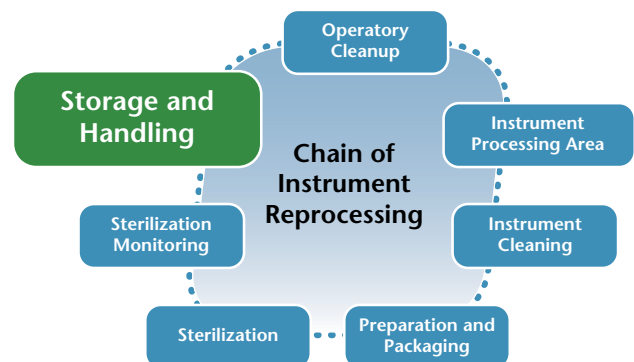 Operatory
Cleanup
Storage and
Handling
Instrument
Processing Area
Chain of
Instrument
Reprocessing
Sterilization
Monitoring
Instrument
Cleaning
Sterilization
Preparation and
Packaging